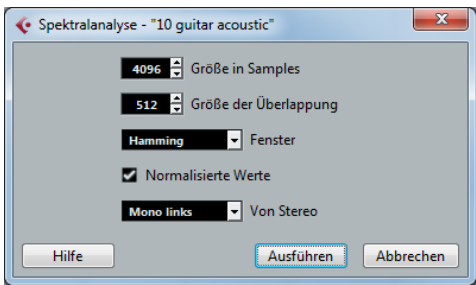 Spektralanalyse - "10 guitar acoustic"
4096 Größe in Samples
512 Größe der Überlappung
Hamming Fenster
Normalisierte Werte
Mono links Von Stereo
Hilfe Ausführen Abbrechen